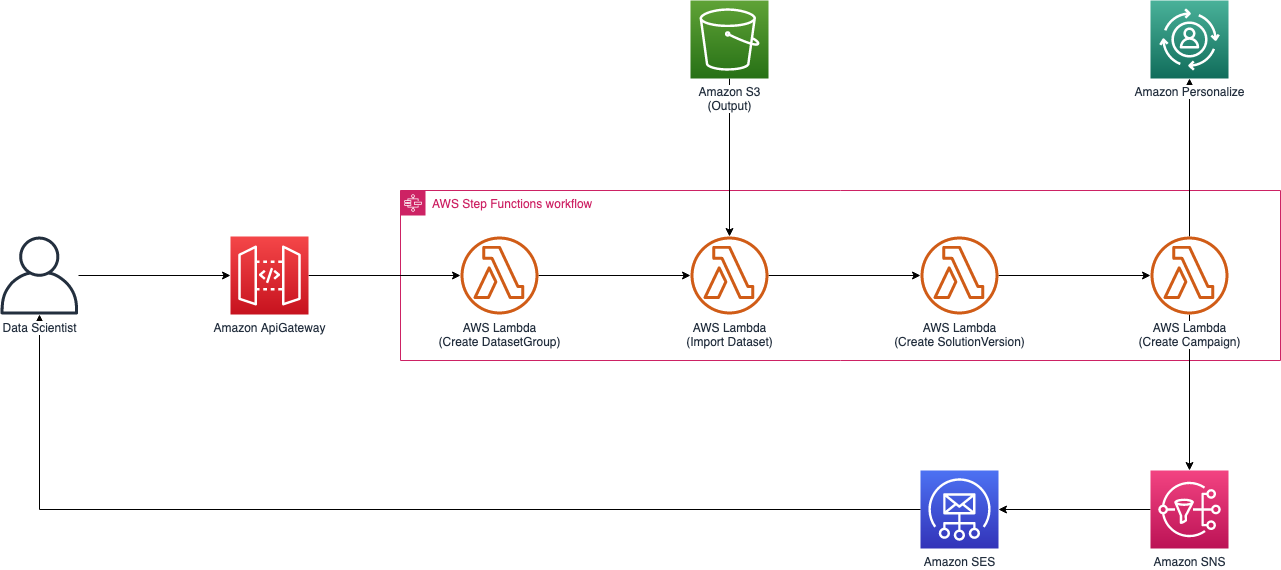 Amazon S3
(Output)
Amazon Personalize
AWS Step Functions workflow
</>
Data Scientist
Amazon ApiGateway
AWS Lambda
(Create DatasetGroup)
AWS Lambda
(Import Dataset)
AWS Lambda
(Create SolutionVersion)
AWS Lambda
(Create Campaign)
Amazon SES
Amazon SNS